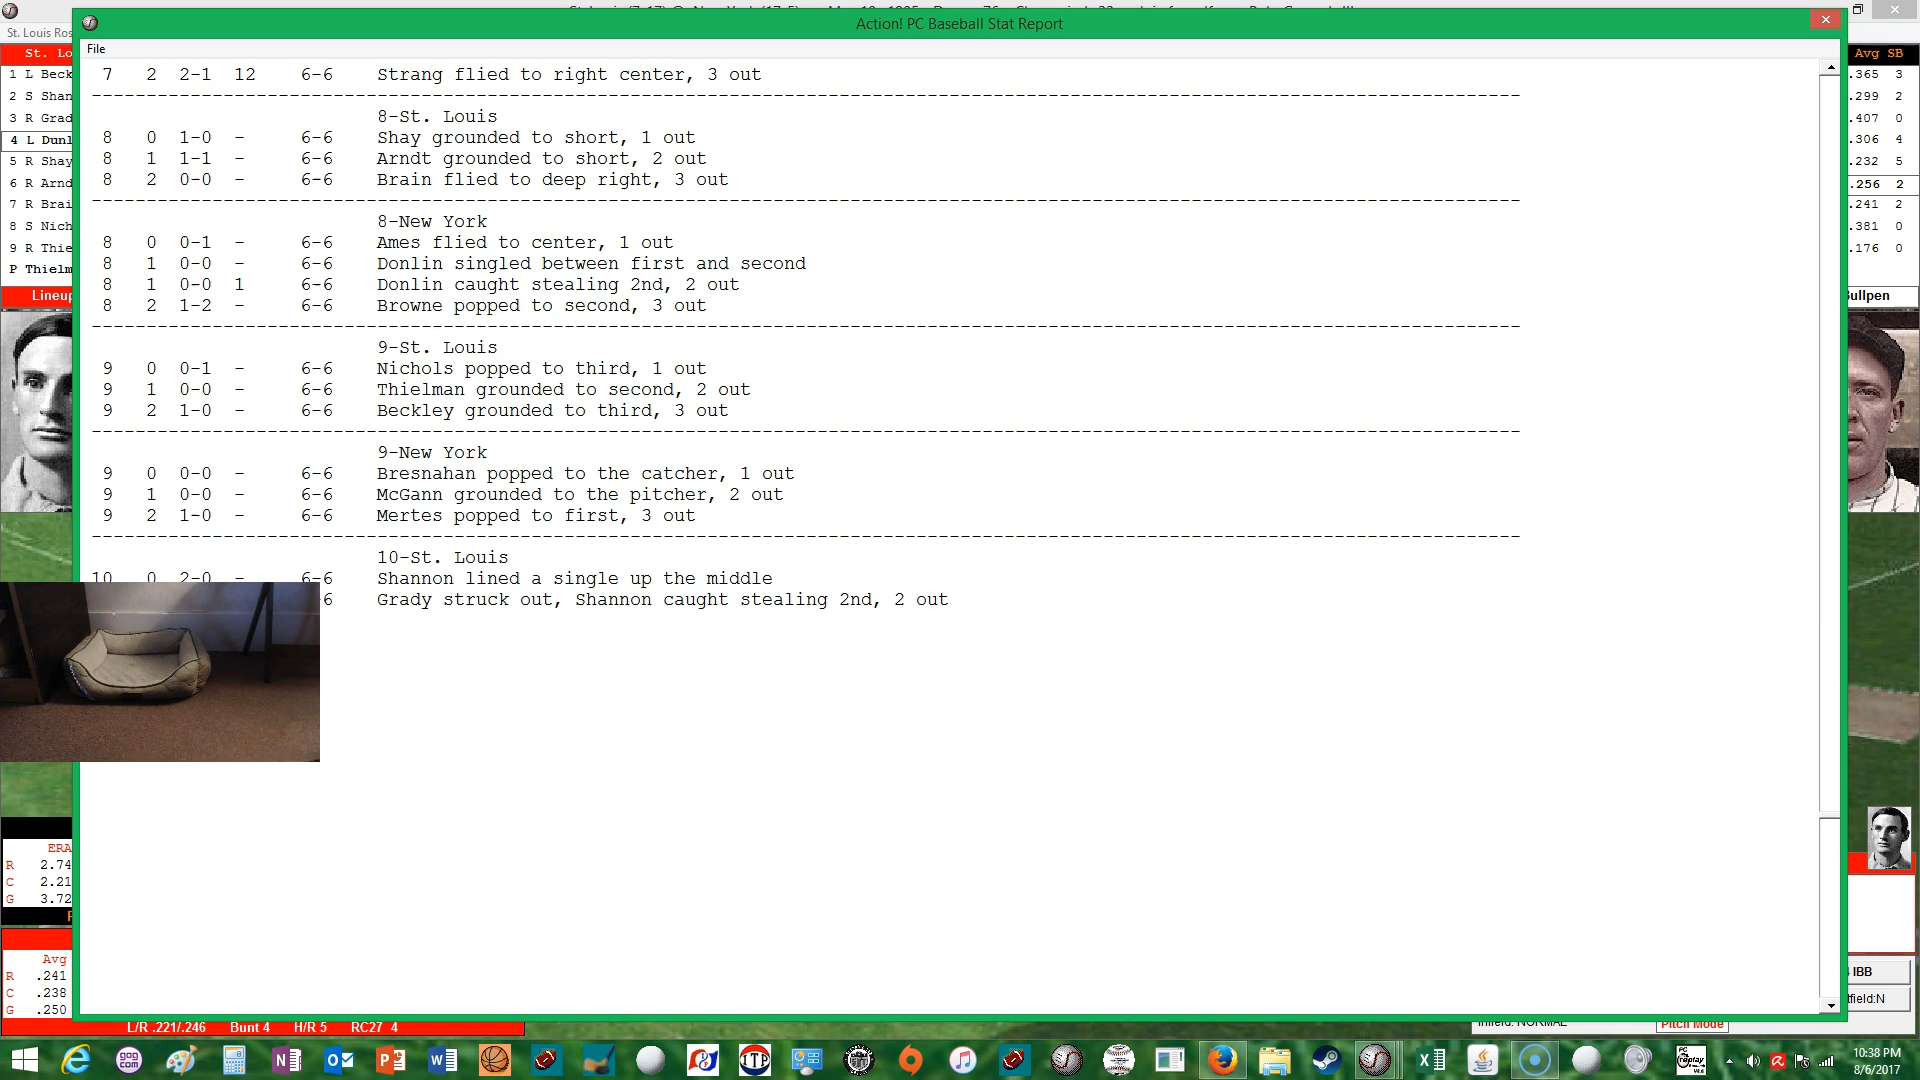 Action! PC Baseball Stat Report
St. Louis Ros
File
St. Lo
Avg SB
7 2 2-1 12 6-6 Strang flied to right center, 3 out
8-St. Louis
8 0 1-0 - 6-6 Shay grounded to short, 1 out
8 1 1-1 - 6-6 Arndt grounded to short, 2 out
8 2 0-0 - 6-6 Brain flied to deep right, 3 out
8-New York
8 0 0-1 - 6-6 Ames flied to center, 1 out
8 1 0-0 - 6-6 Donlin singled between first and second
8 1 0-0 1 6-6 Donlin caught stealing 2nd, 2 out
8 2 1-2 - 6-6 Browne popped to second, 3 out
9-St. Louis
9 0 0-1 - 6-6 Nichols popped to third, 1 out
9 1 0-0 - 6-6 Thielman grounded to second, 2 out
9 2 1-0 - 6-6 Beckley grounded to third, 3 out
9-New York
9 0 0-0 - 6-6 Bresnahan popped to the catcher, 1 out
9 1 0-0 - 6-6 McGann grounded to the pitcher, 2 out
9 2 1-0 - 6-6 Mertes popped to first, 3 out
10-St. Louis
10 0 2-0 - 6-6 Shannon lined a single up the middle
-6 Grady struck out, Shannon caught stealing 2nd, 2 out
1 L Beck
2 S Shan
3 R Grad
4 L Dunl
5 R Shay
6 R Arnd
7 R Brai
8 S Nich
9 R Thie
P Thielm
Lineup
.365 3
.299 2
.407 0
.306 4
.232 5
.256 2
.241 2
.381 0
.176 0
ullpen
ERA
R 2.74
C 2.21
G 3.72
Avg
R .241
C .238
G .250
L/R .221/.246 Bunt 4 H/R 5 RC27 4
IBB
tfield:N
Infield: NORMAL
Pitch Mode
10:38 PM
8/6/2017